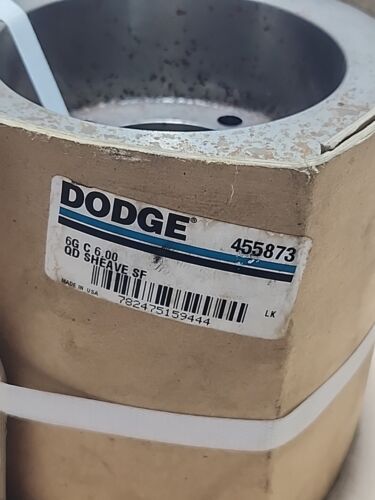 DODGE®
455873
6G C 6.00
QD SHEAVE SF
MADE IN USA
782475159444
LK